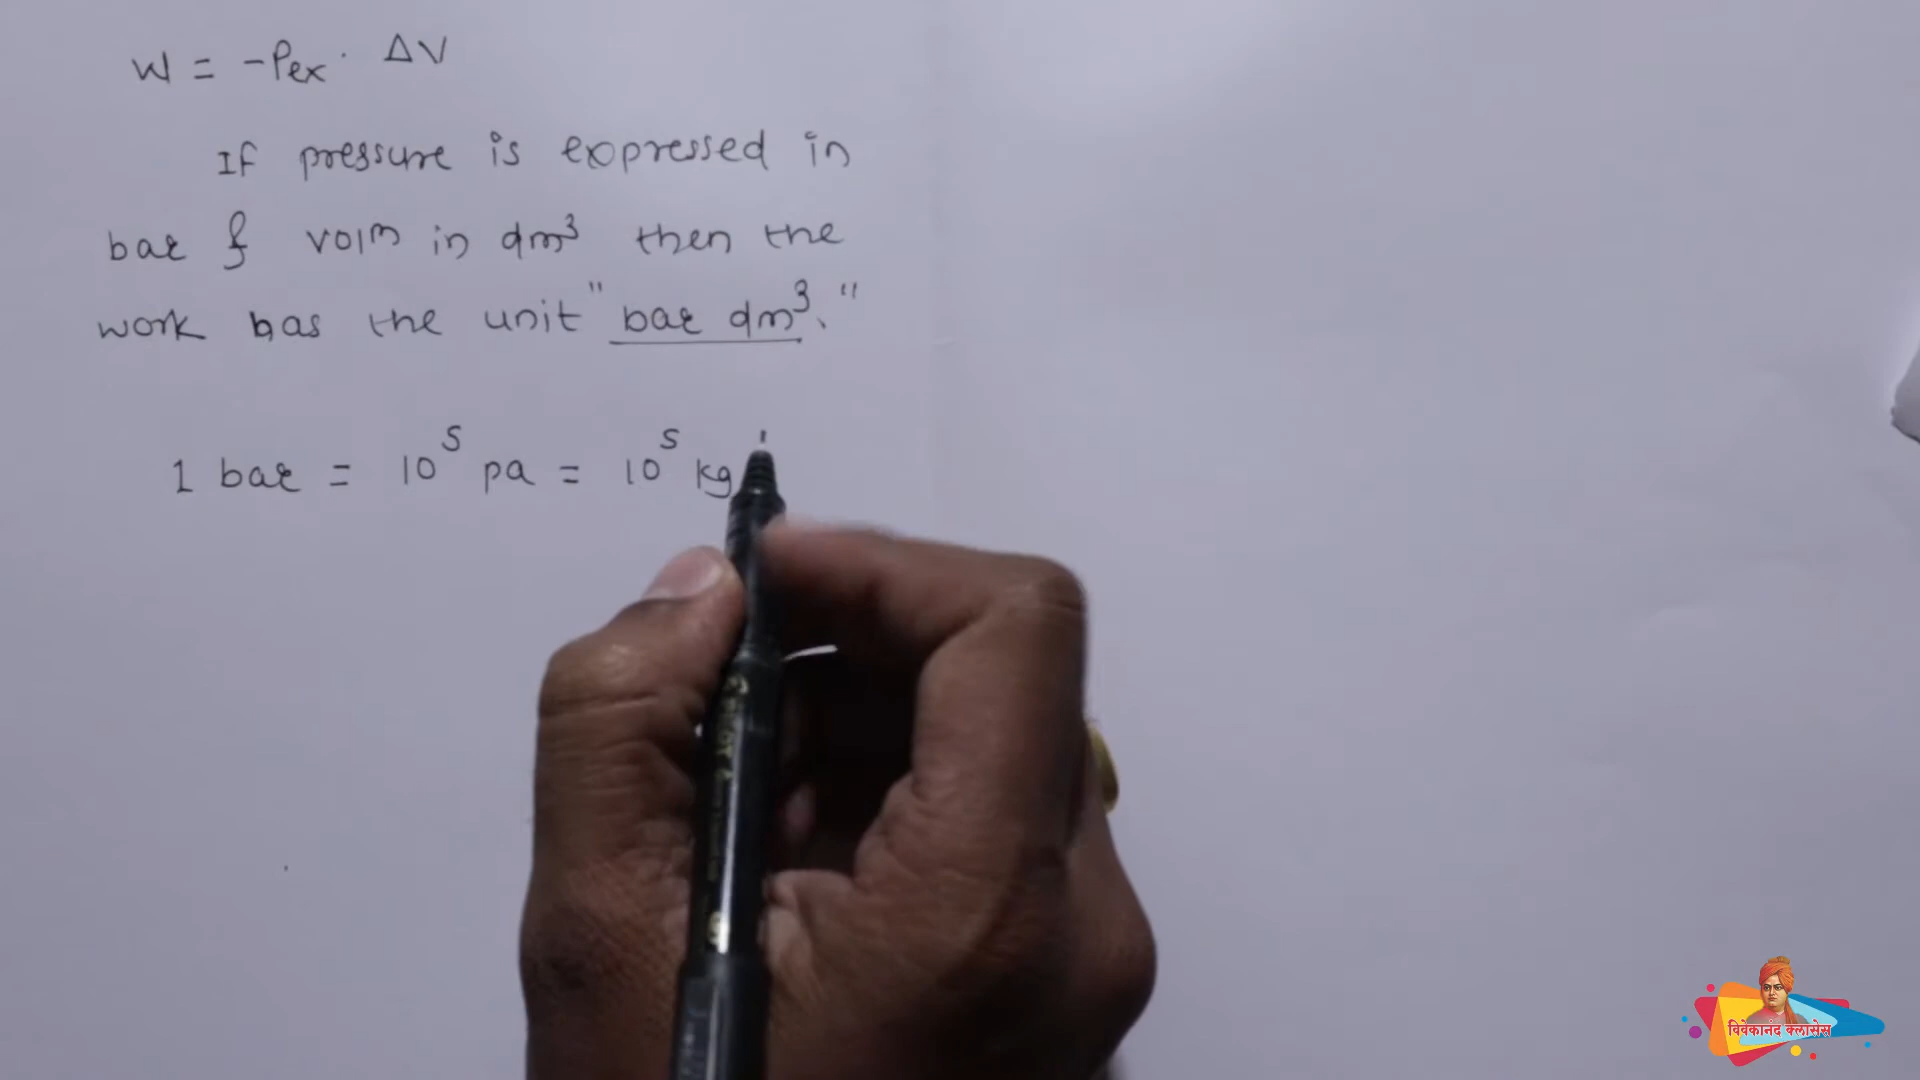 W = -Pex · ΔV
If pressure is expressed in
bar & volm in dm³ then the
work has the unit "bar dm³."
1 bar = 10⁵ pa = 10⁵ kg
विवेकानंद क्लासेस